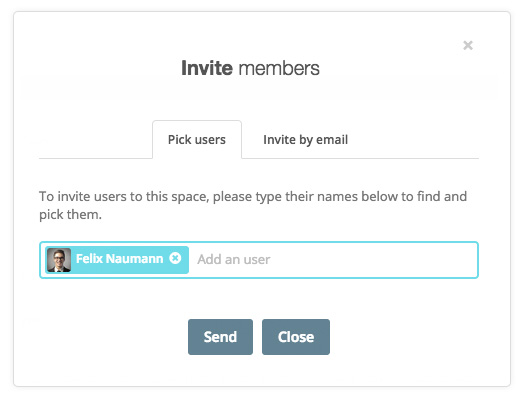 Invite members
Pick users
Invite by email
To invite users to this space, please type their names below to find and
pick them.
Felix Naumann Add an user
Send
Close